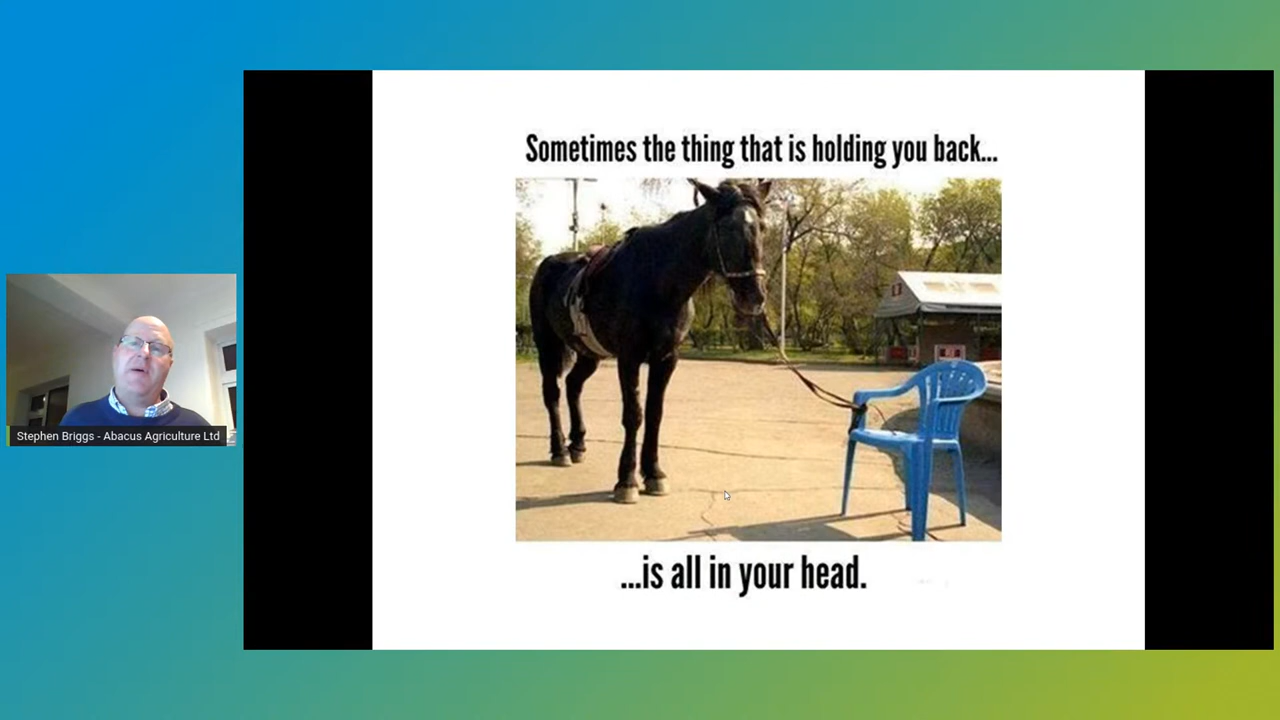 Sometimes the thing that is holding you back...
...is all in your head.
Stephen Briggs - Abacus Agriculture Ltd